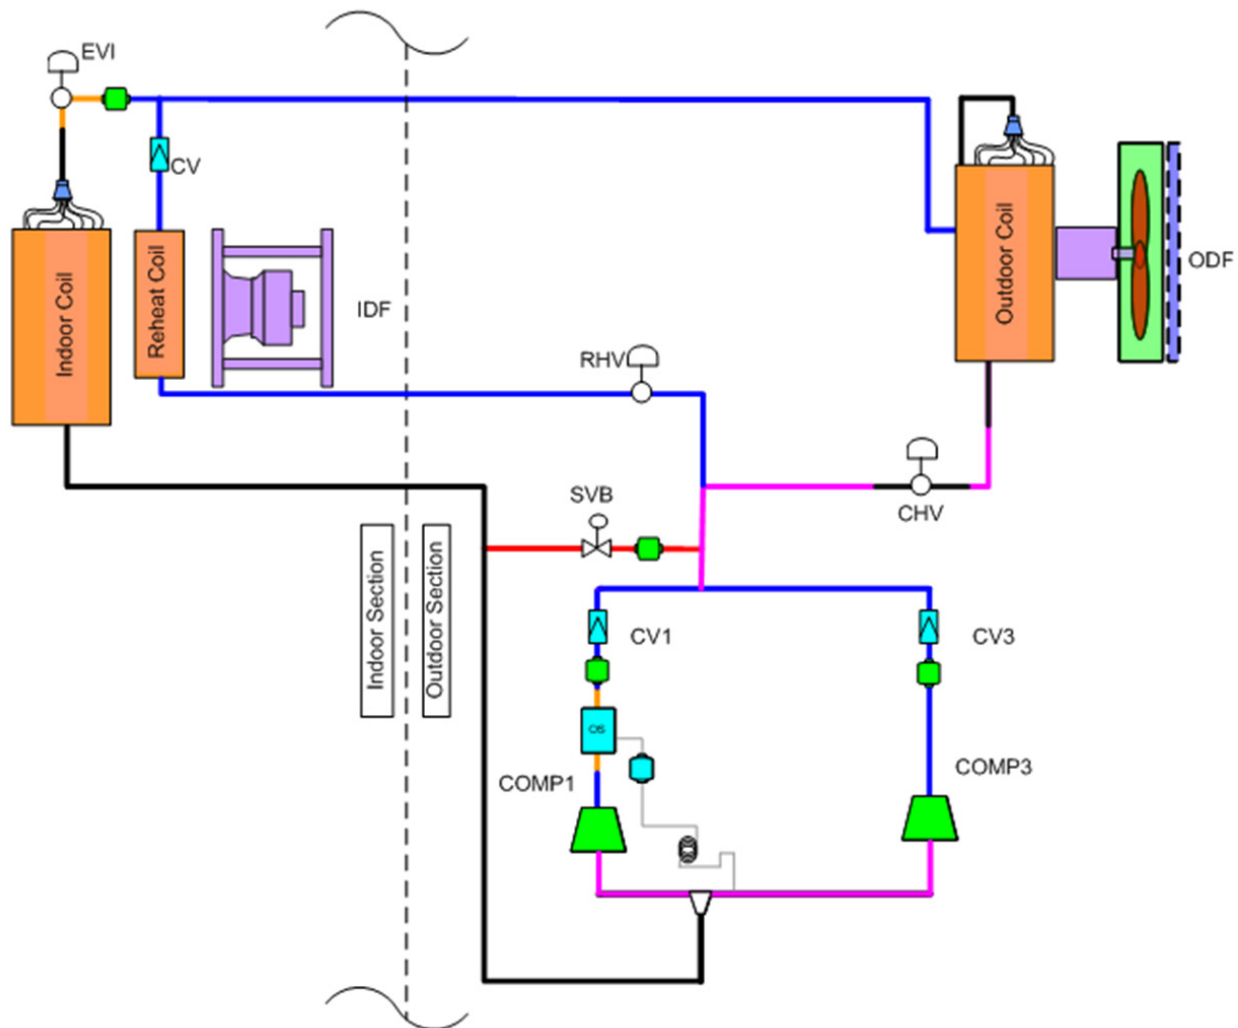 EVI
CV
Indoor Coil
Reheat Coil
IDF
Outdoor Coil
ODF
RHV
CHV
SVB
Indoor Section
Outdoor Section
CV1
CV3
OS
COMP1
COMP3